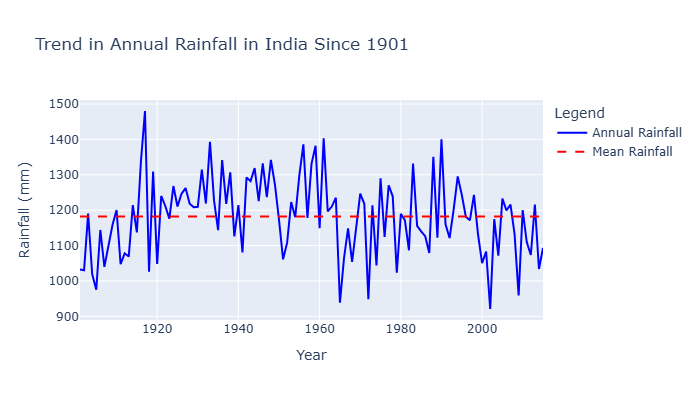 Trend in Annual Rainfall in India Since 1901
1500
1400
1300
1200
1100
1000
900
Rainfall (mm)
1920
1940
1960
1980
2000
Year
Legend
Annual Rainfall
Mean Rainfall